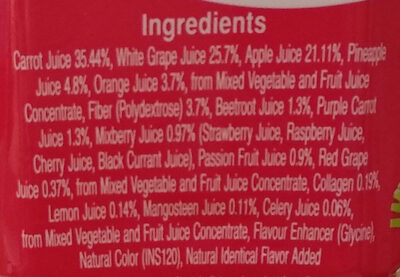 Ingredients
Carrot Juice 35.44%, White Grape Juice 25.7%, Apple Juice 21.11%, Pineapple
Juice 4.8%, Orange Juice 3.7%, from Mixed Vegetable and Fruit Juice
Concentrate, Fiber (Polydextrose) 3.7%, Beetroot Juice 1.3%, Purple Carrot
Juice 1.3%, Mixberry Juice 0.97% (Strawberry Juice, Raspberry Juice,
Cherry Juice, Black Currant Juice), Passion Fruit Juice 0.9%, Red Grape
Juice 0.37%, from Mixed Vegetable and Fruit Juice Concentrate, Collagen 0.19%,
Lemon Juice 0.14%, Mangosteen Juice 0.11%, Celery Juice 0.06%,
from Mixed Vegetable and Fruit Juice Concentrate, Flavour Enhancer (Glycine),
Natural Color (INS120), Natural Identical Flavor Added